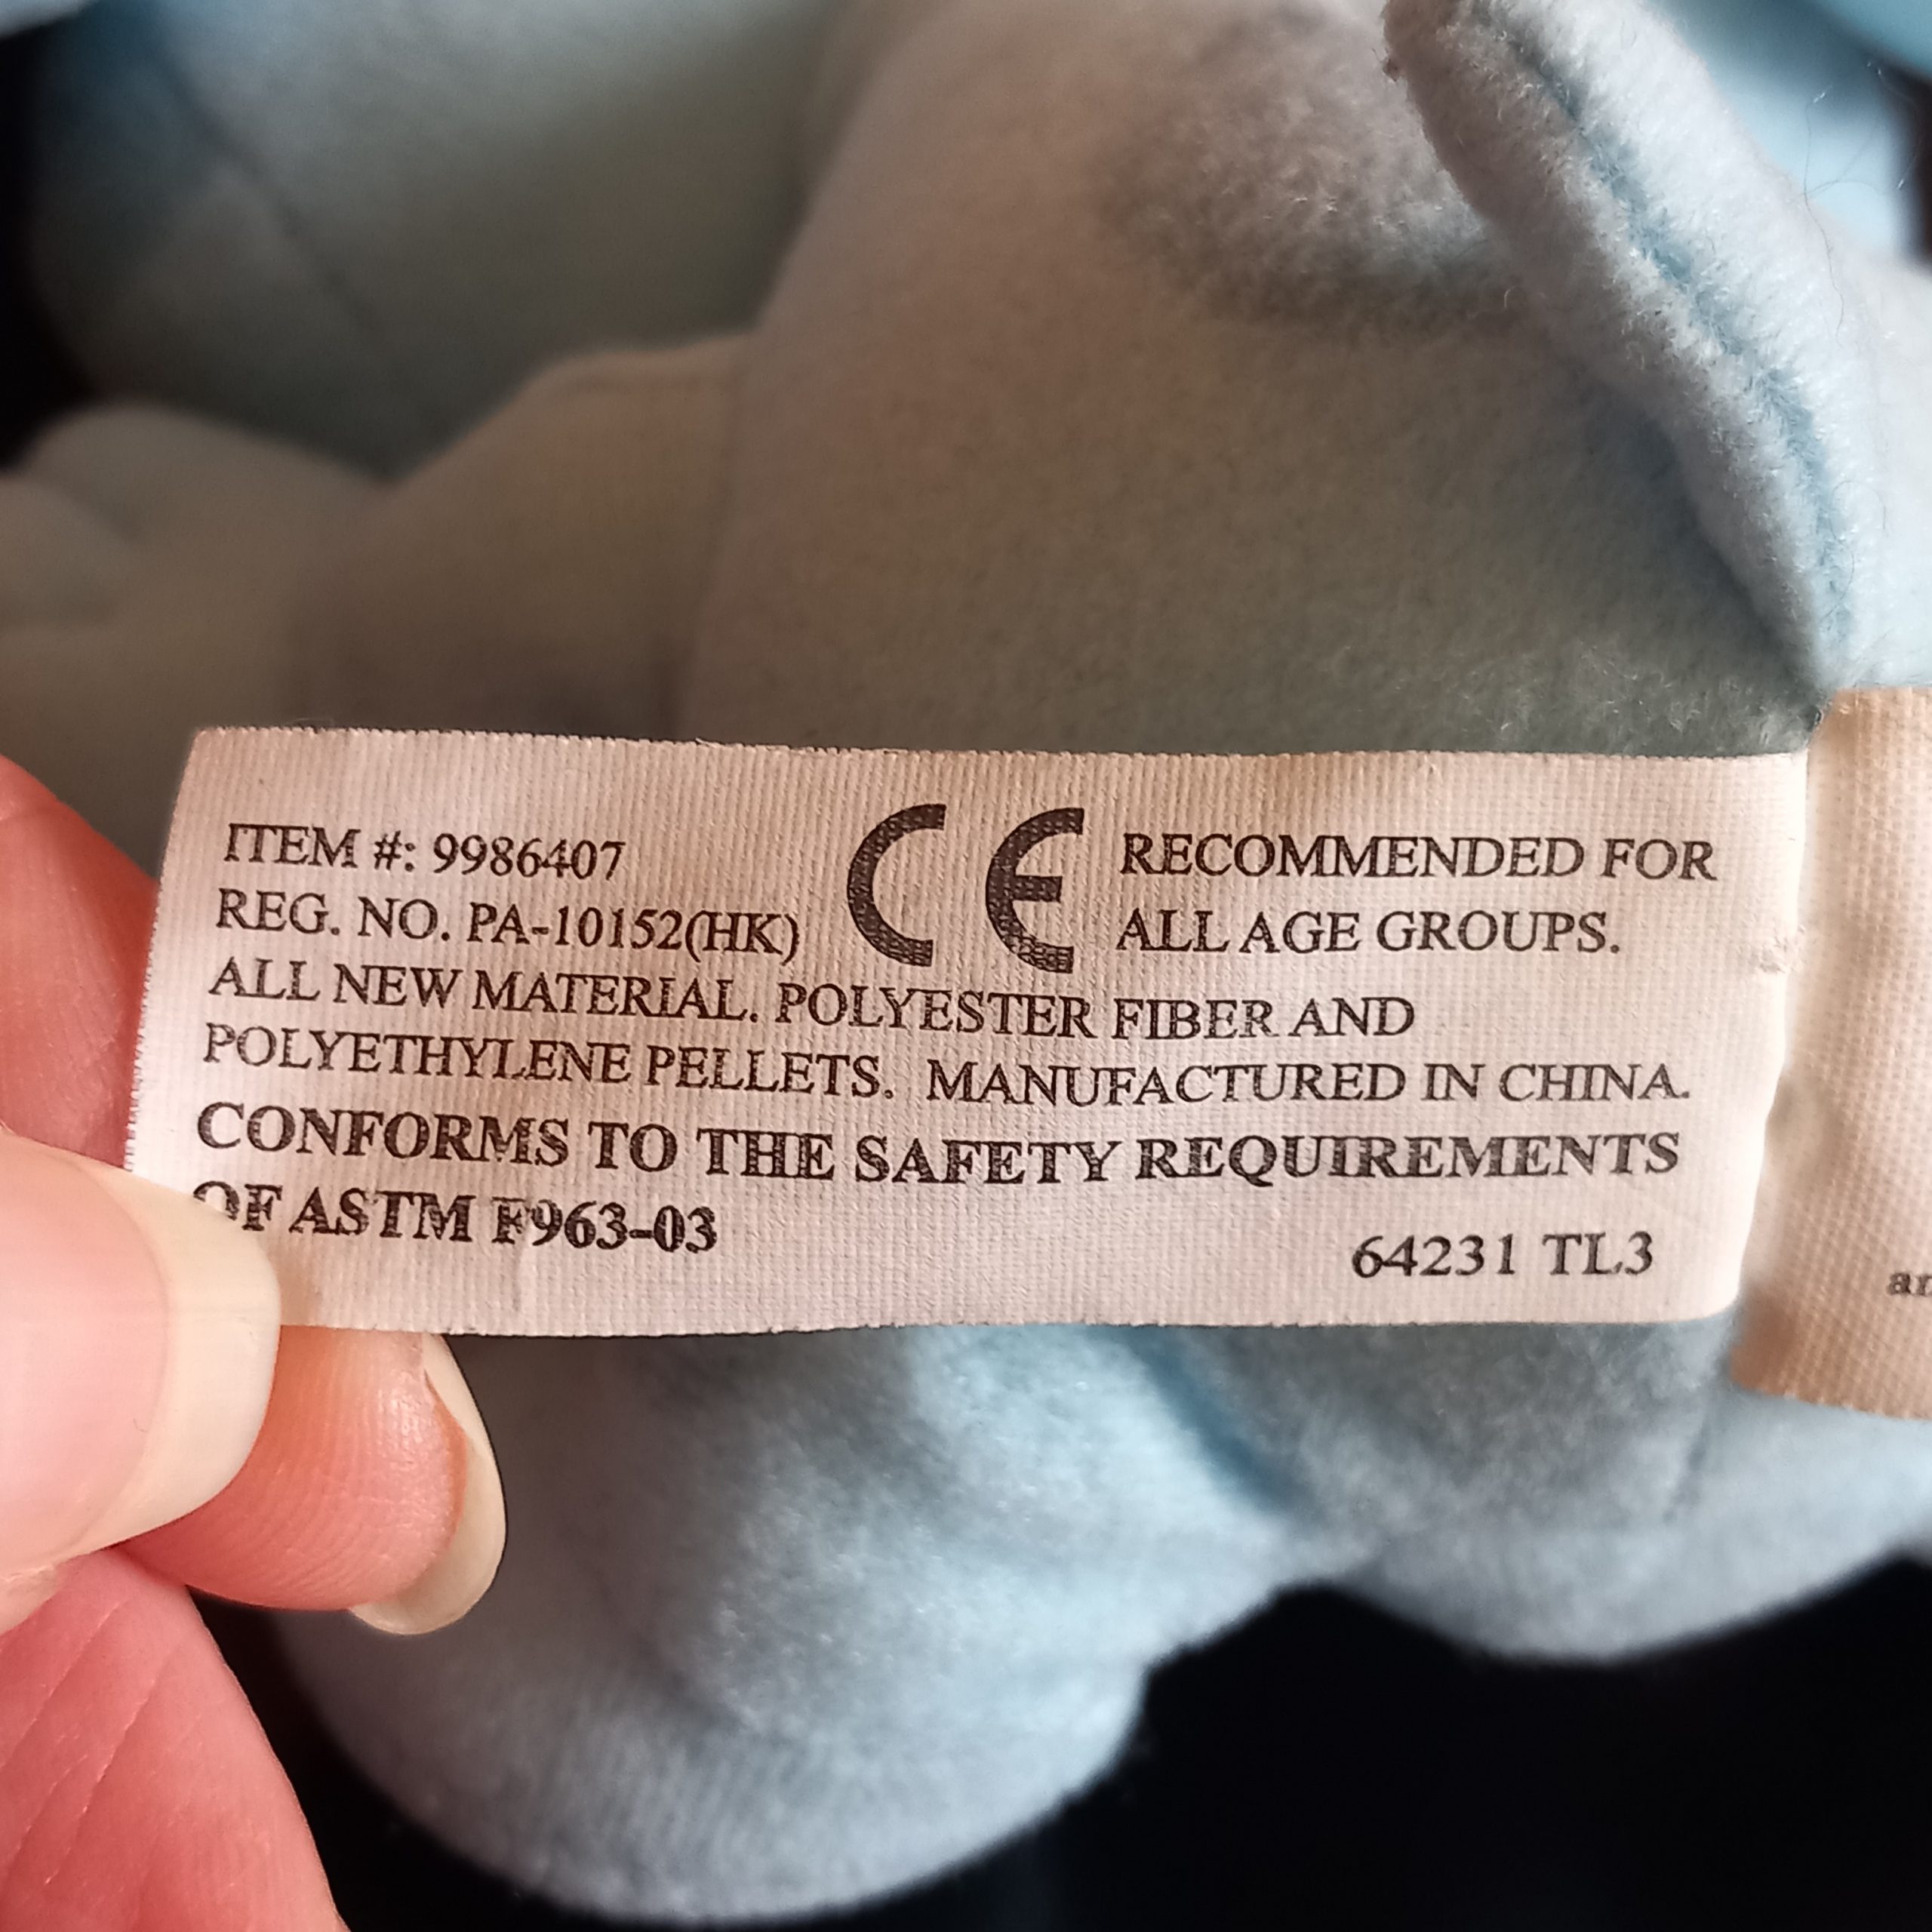 ITEM #: 9986407
REG. NO. PA-10152(HK)
CE
RECOMMENDED FOR
ALL AGE GROUPS.
ALL NEW MATERIAL. POLYESTER FIBER AND
POLYETHYLENE PELLETS. MANUFACTURED IN CHINA.
CONFORMS TO THE SAFETY REQUIREMENTS
OF ASTM F963-03
64231 TL3